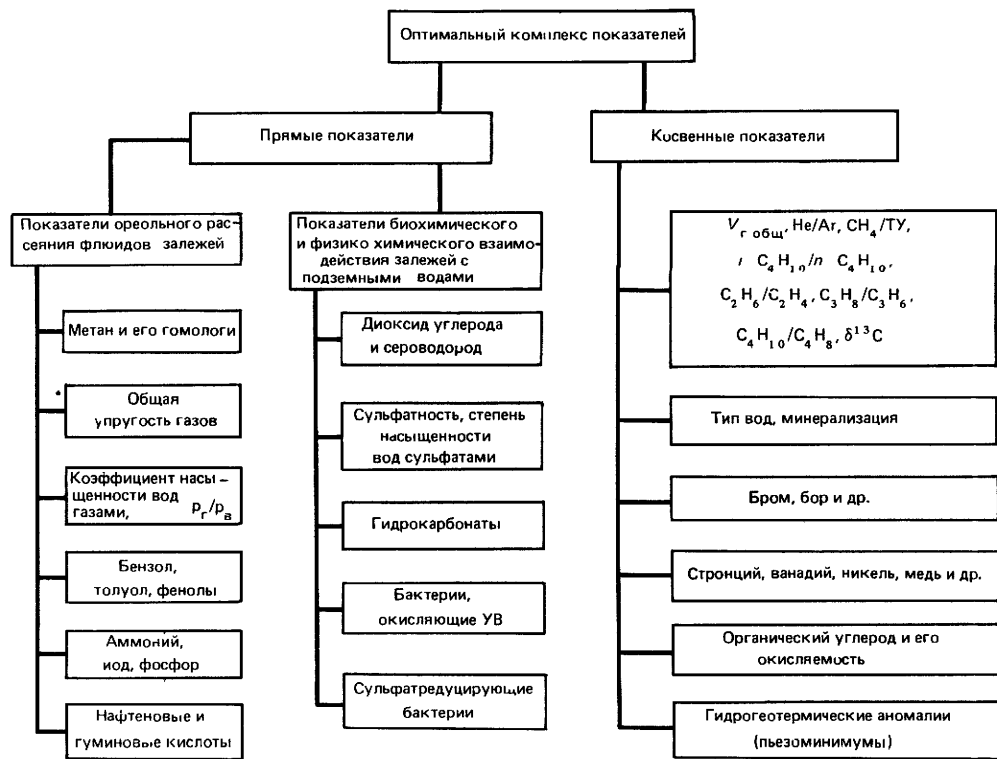 Оптимальный комплекс показателей
Прямые показатели
Косвенные показатели
Показатели ореольного рас-
сеяния флюидов залежей
Метан и его гомологи
Общая
упругость газов
Коэффициент насы-
щенности вод
газами, pг/pв
Бензол,
толуол, фенолы
Аммоний,
иод, фосфор
Нафтеновые и
гуминовые кислоты
Показатели биохимического
и физико химического взаимо-
действия залежей с
подземными водами
Диоксид углерода
и сероводород
Сульфатность, степень
насыщенности
вод сульфатами
Гидрокарбонаты
Бактерии,
окисляющие УВ
Сульфатредуцирующие
бактерии
V г общ, He/Ar, CH₄/ТУ,
i C₄H₁₀/n C₄H₁₀,
C₂H₆/C₂H₄, C₃H₈/C₃H₆,
C₄H₁₀/C₄H₈, δ¹³C
Тип вод, минерализация
Бром, бор и др.
Стронций, ванадий, никель, медь и др.
Органический углерод и его
окисляемость
Гидрогеотермические аномалии
(пьезоминимумы)